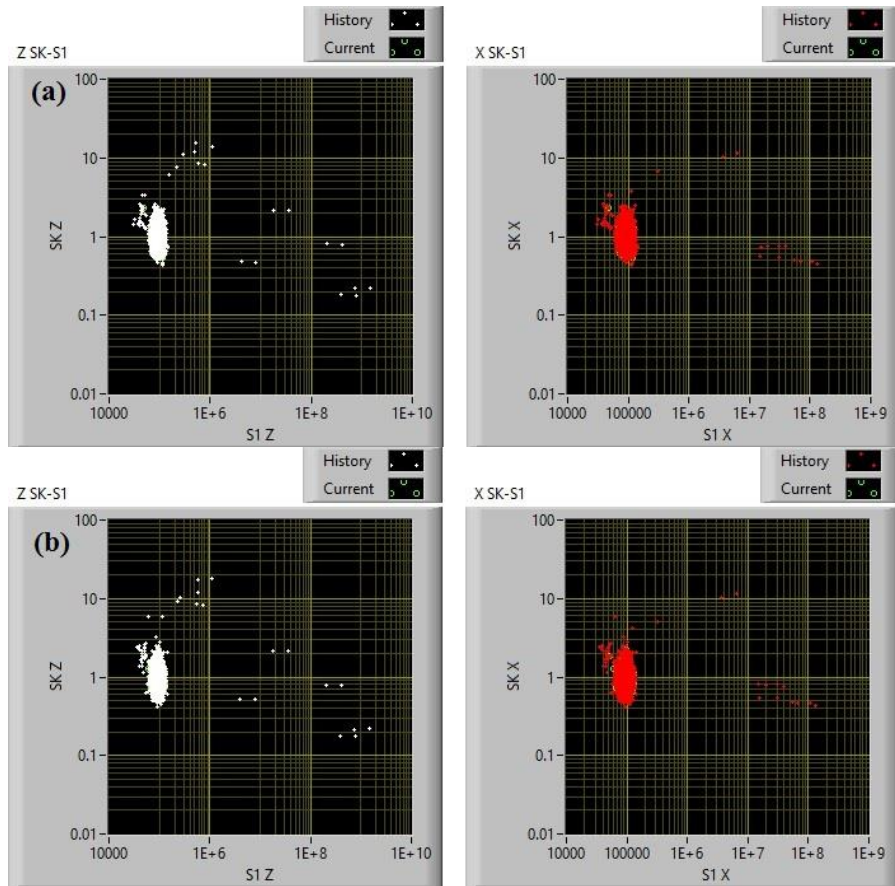 History
Current
Z SK-S1
(a)
100
10
1
0.1
0.01
SK Z
10000
1E+6
1E+8
1E+10
S1 Z
History
Current
X SK-S1
100
10
1
0.1
0.01
SK X
10000
100000
1E+6
1E+7
1E+8
1E+9
S1 X
History
Current
Z SK-S1
(b)
100
10
1
0.1
0.01
SK Z
10000
1E+6
1E+8
1E+10
S1 Z
History
Current
X SK-S1
100
10
1
0.1
0.01
SK X
10000
100000
1E+6
1E+7
1E+8
1E+9
S1 X